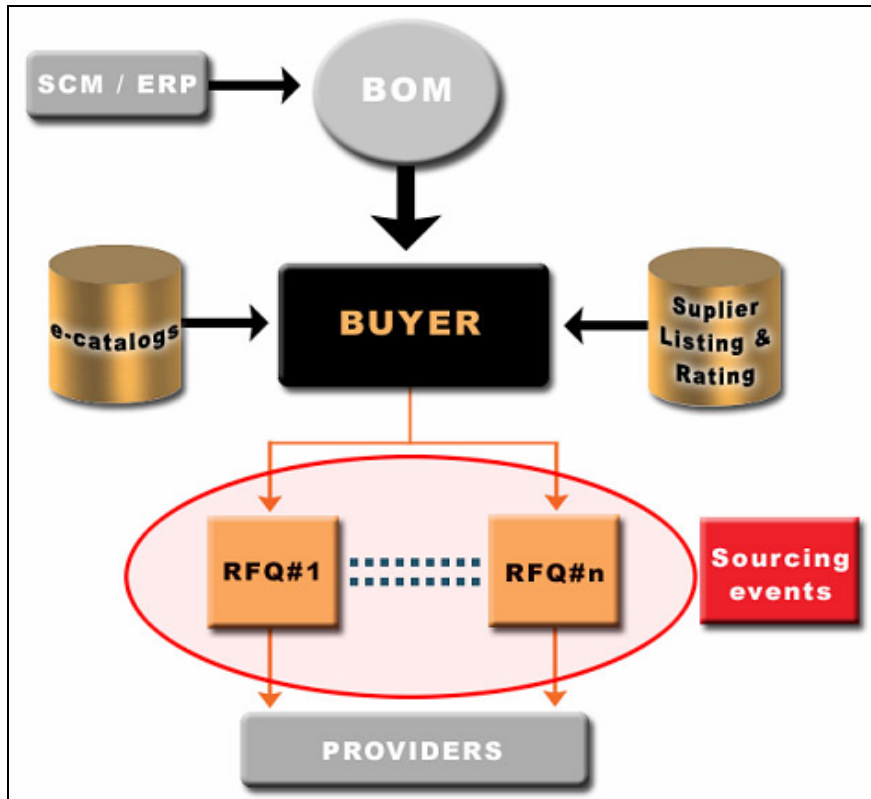 SCM / ERP
BOM
e-catalogs
BUYER
Suplier
Listing &
Rating
RFQ#1
RFQ#n
Sourcing
events
PROVIDERS